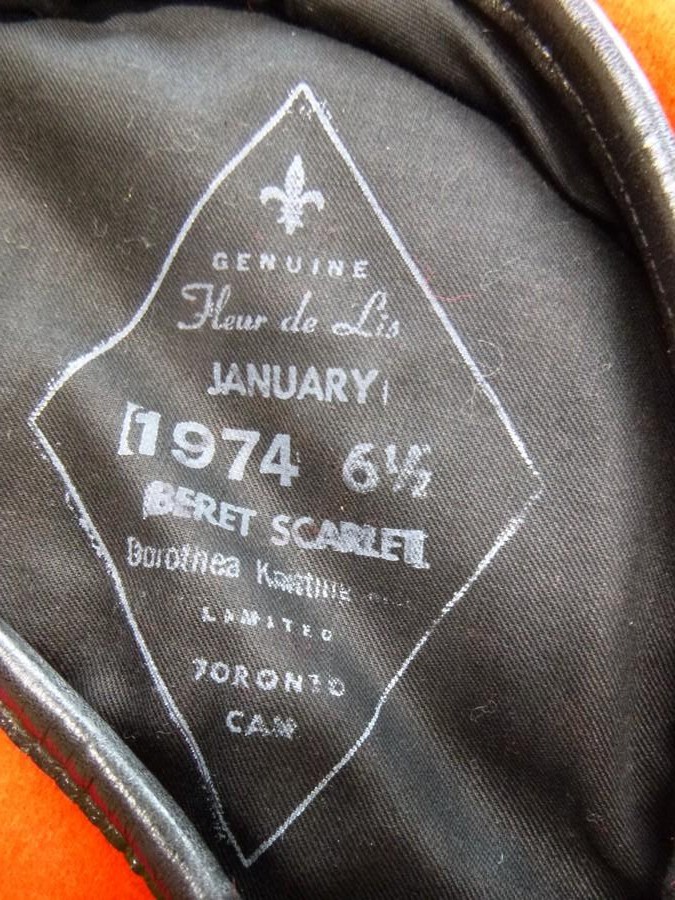 GENUINE
Fleur de Lis
JANUARY
1974 6½
BERET SCARLET
Dorothea Knitting
LIMITED
TORONTO
CAN